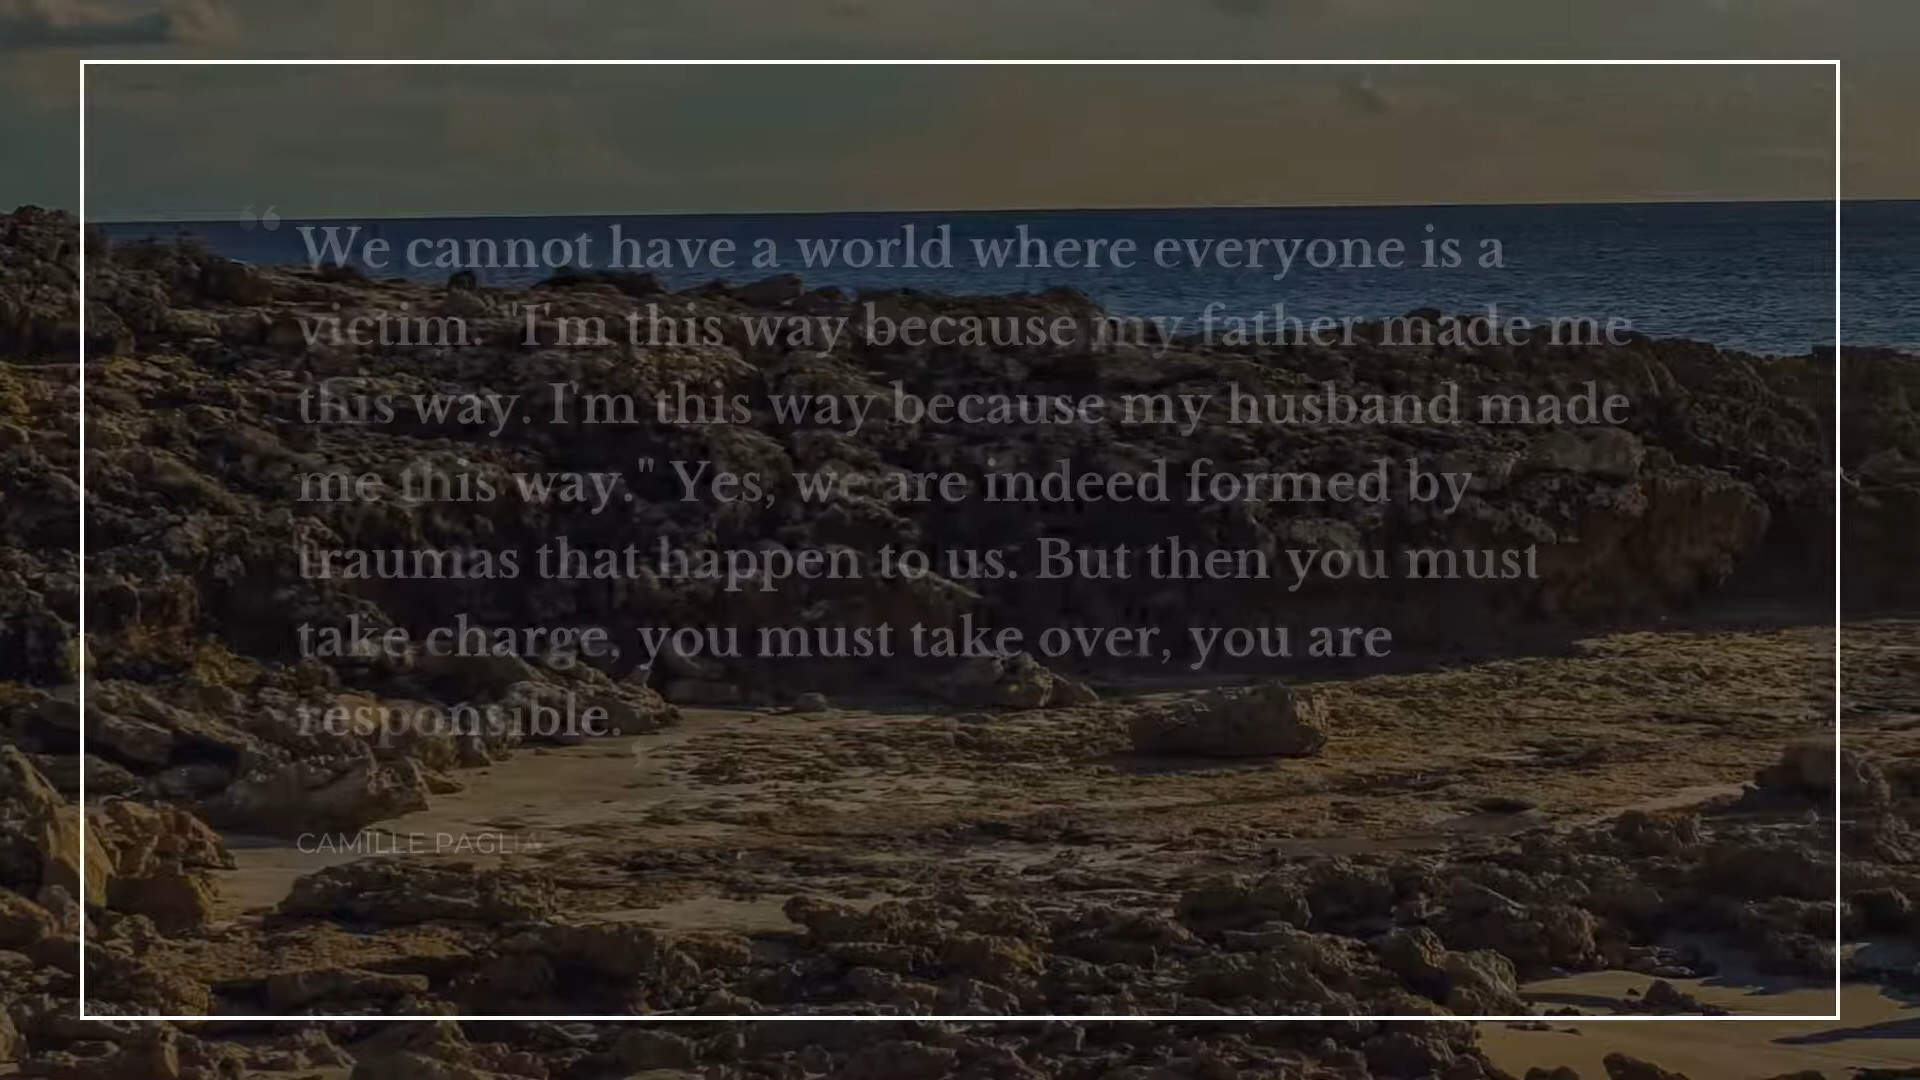 “ We cannot have a world where everyone is a
victim. "I'm this way because my father made me
this way. I'm this way because my husband made
me this way." Yes, we are indeed formed by
traumas that happen to us. But then you must
take charge, you must take over, you are
responsible.
CAMILLE PAGLIA